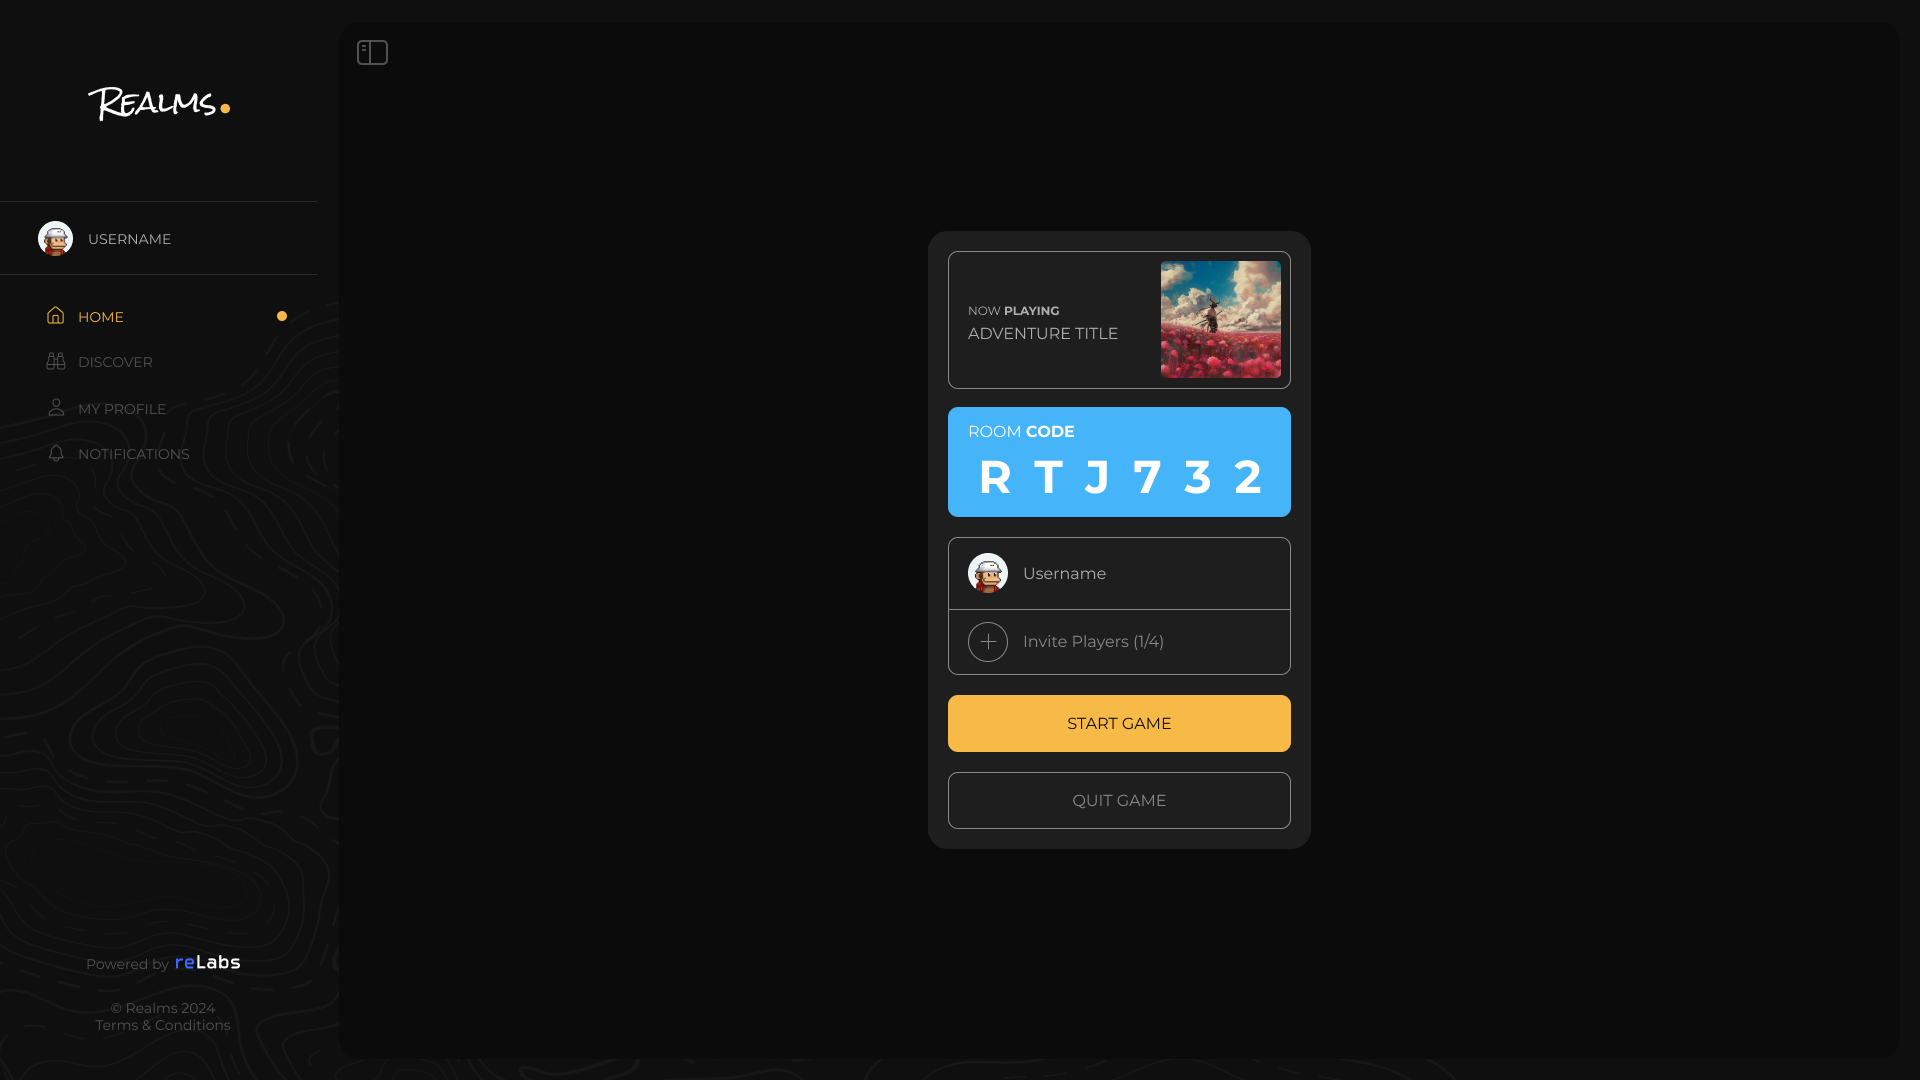 Realms.
USERNAME
HOME
DISCOVER
MY PROFILE
NOTIFICATIONS
Powered by reLabs
© Realms 2024
Terms & Conditions
NOW PLAYING
ADVENTURE TITLE
ROOM CODE
R T J 7 3 2
Username
Invite Players (1/4)
START GAME
QUIT GAME